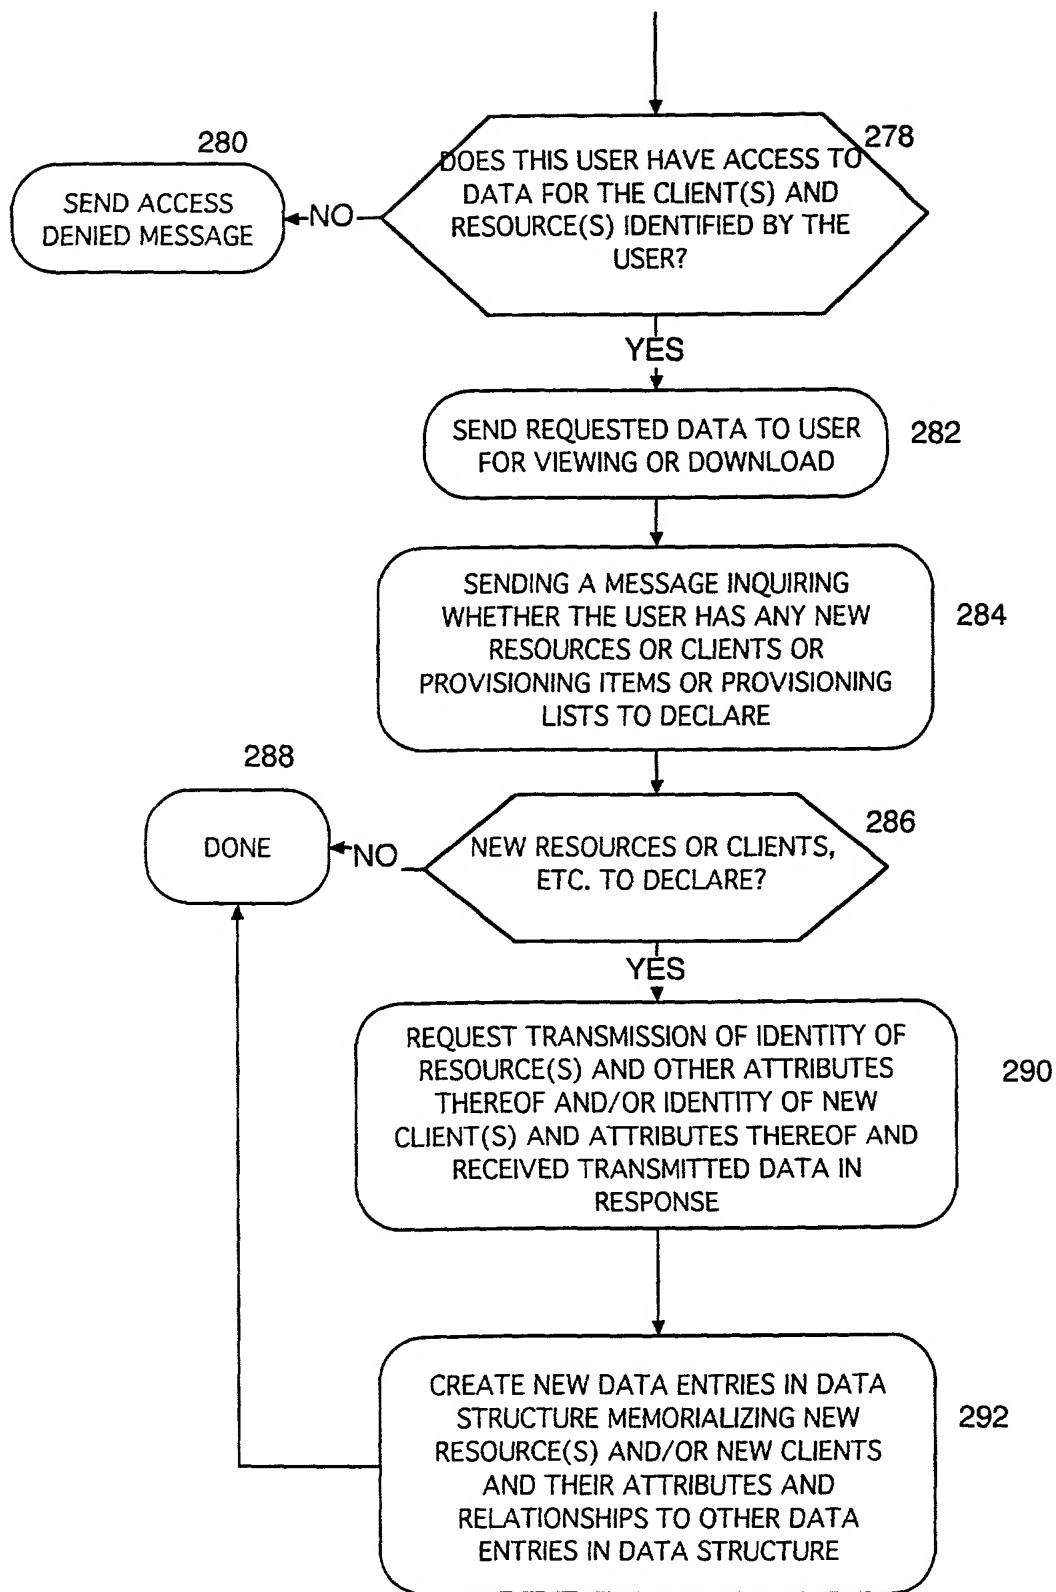 280
SEND ACCESS
DENIED MESSAGE
NO
278
DOES THIS USER HAVE ACCESS TO
DATA FOR THE CLIENT(S) AND
RESOURCE(S) IDENTIFIED BY THE
USER?
YES
SEND REQUESTED DATA TO USER
FOR VIEWING OR DOWNLOAD
282
SENDING A MESSAGE INQUIRING
WHETHER THE USER HAS ANY NEW
RESOURCES OR CLIENTS OR
PROVISIONING ITEMS OR PROVISIONING
LISTS TO DECLARE
284
288
DONE
NO
286
NEW RESOURCES OR CLIENTS,
ETC. TO DECLARE?
YES
REQUEST TRANSMISSION OF IDENTITY OF
RESOURCE(S) AND OTHER ATTRIBUTES
THEREOF AND/OR IDENTITY OF NEW
CLIENT(S) AND ATTRIBUTES THEREOF AND
RECEIVED TRANSMITTED DATA IN
RESPONSE
290
CREATE NEW DATA ENTRIES IN DATA
STRUCTURE MEMORIALIZING NEW
RESOURCE(S) AND/OR NEW CLIENTS
AND THEIR ATTRIBUTES AND
RELATIONSHIPS TO OTHER DATA
ENTRIES IN DATA STRUCTURE
292